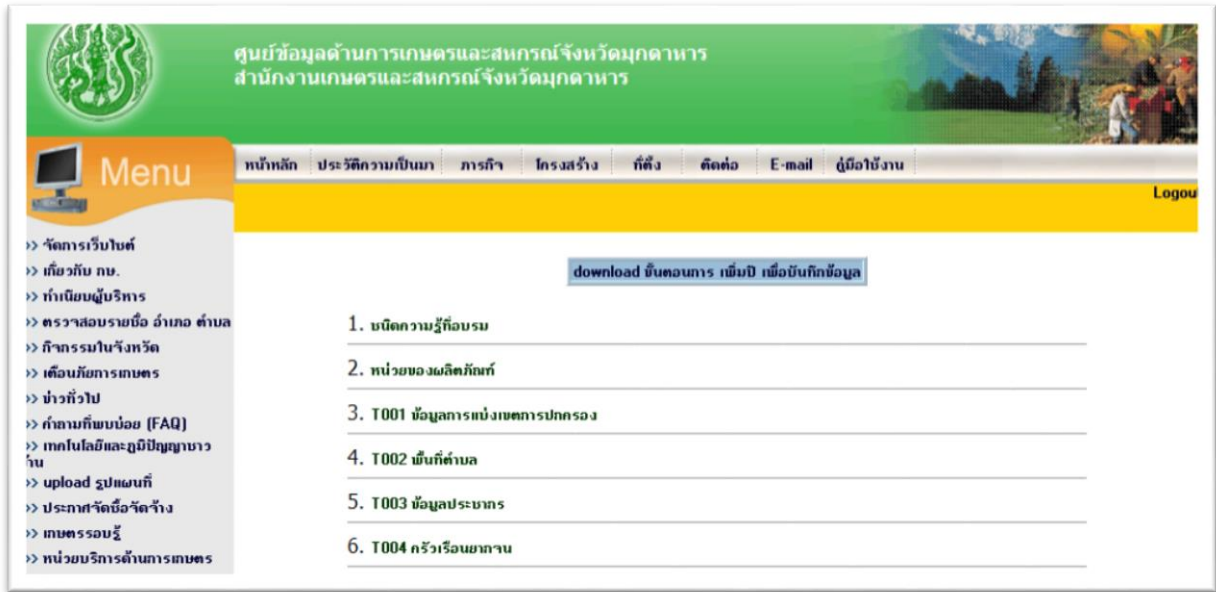 ศูนย์ข้อมูลด้านการเกษตรและสหกรณ์จังหวัดมุกดาหาร
สำนักงานเกษตรและสหกรณ์จังหวัดมุกดาหาร
Menu
หน้าหลัก ประวัติความเป็นมา ภารกิจ โครงสร้าง ที่ตั้ง ติดต่อ E-mail คู่มือใช้งาน
Logou
>> จัดการเว็บไซต์
>> เกี่ยวกับ กษ.
>> ทำเนียบผู้บริหาร
>> ตรวจสอบรายชื่อ อำเภอ ตำบล
>> กิจกรรมในจังหวัด
>> เตือนภัยการเกษตร
>> ข่าวทั่วไป
>> คำถามที่พบบ่อย (FAQ)
>> เทคโนโลยีและภูมิปัญญาชาว
้าน
>> upload รูปแผนที่
>> ประกาศจัดซื้อจัดจ้าง
>> เกษตรรอบรู้
>> หน่วยบริการด้านการเกษตร
download ขั้นตอนการ เพิ่มปี เพื่อบันทึกข้อมูล
1. ชนิดความรู้ที่อบรม
2. หน่วยของผลิตภัณฑ์
3. T001 ข้อมูลการแบ่งเขตการปกครอง
4. T002 พื้นที่ตำบล
5. T003 ข้อมูลประชากร
6. T004 ครัวเรือนยากจน